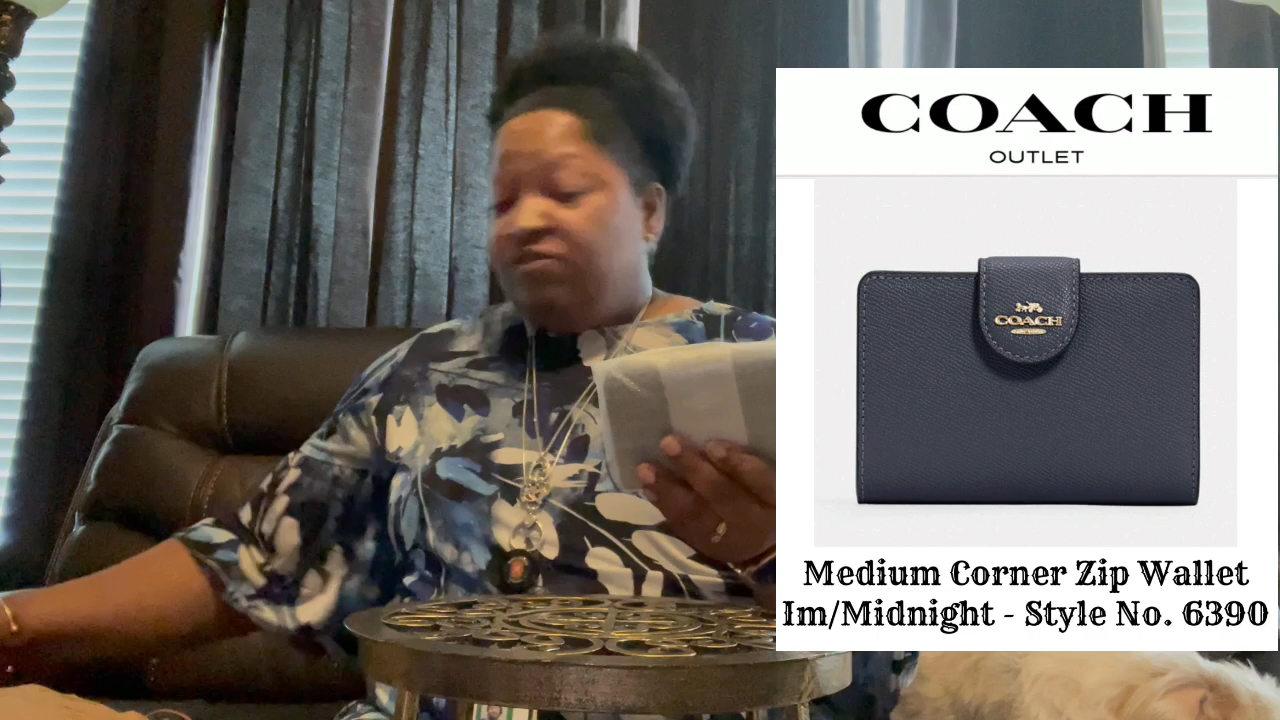 COACH
OUTLET
COACH
Medium Corner Zip Wallet
Im/Midnight - Style No. 6390